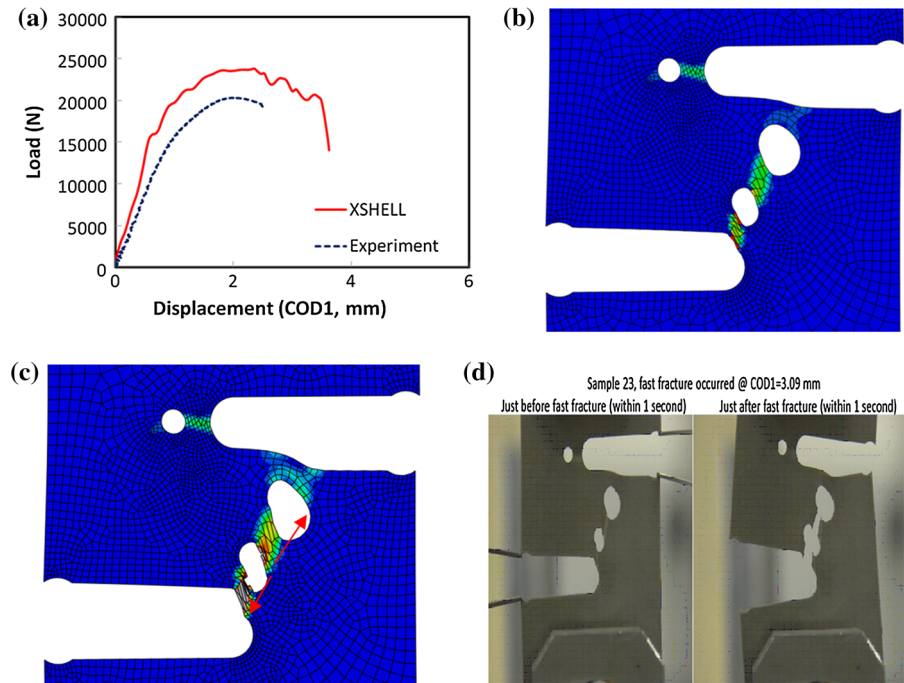 (a)
Load (N)
30000
25000
20000
15000
10000
5000
0
XSHELL
Experiment
0 2 4 6
Displacement (COD1, mm)
(b)
(c)
(d)
Sample 23, fast fracture occurred @ COD1=3.09 mm
Just before fast fracture (within 1 second) Just after fast fracture (within 1 second)